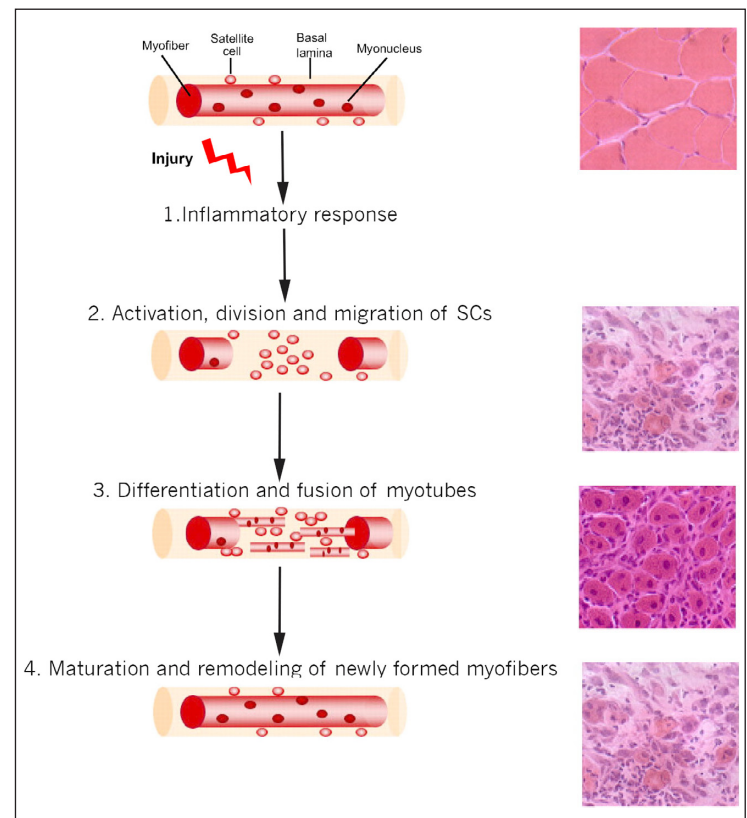 Satellite
cell
Basal
lamina
Myofiber
Myonucleus
Injury
1.Inflammatory response
2. Activation, division and migration of SCs
3. Differentiation and fusion of myotubes
4. Maturation and remodeling of newly formed myofibers